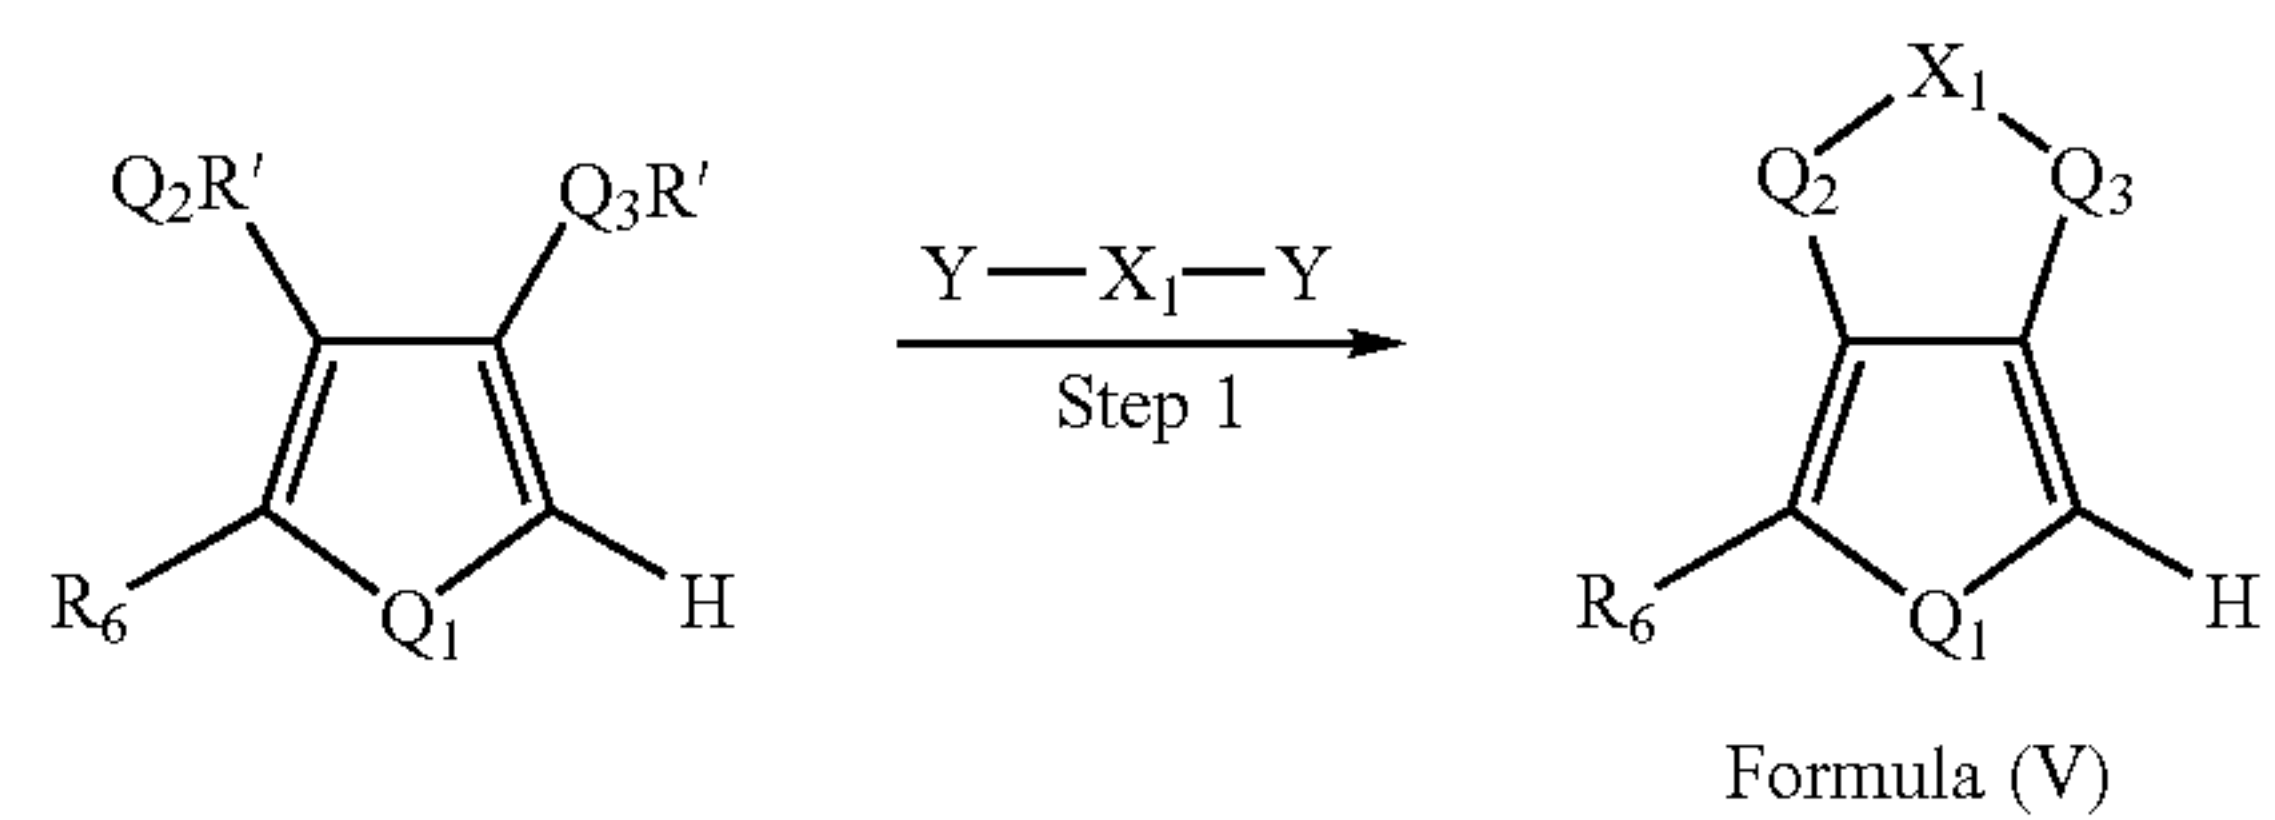 X₁
Q₂R′ Q₃R′ Q₂ Q₃
Y—X₁—Y
Step 1
R₆ Q₁ H R₆ Q₁ H
Formula (V)